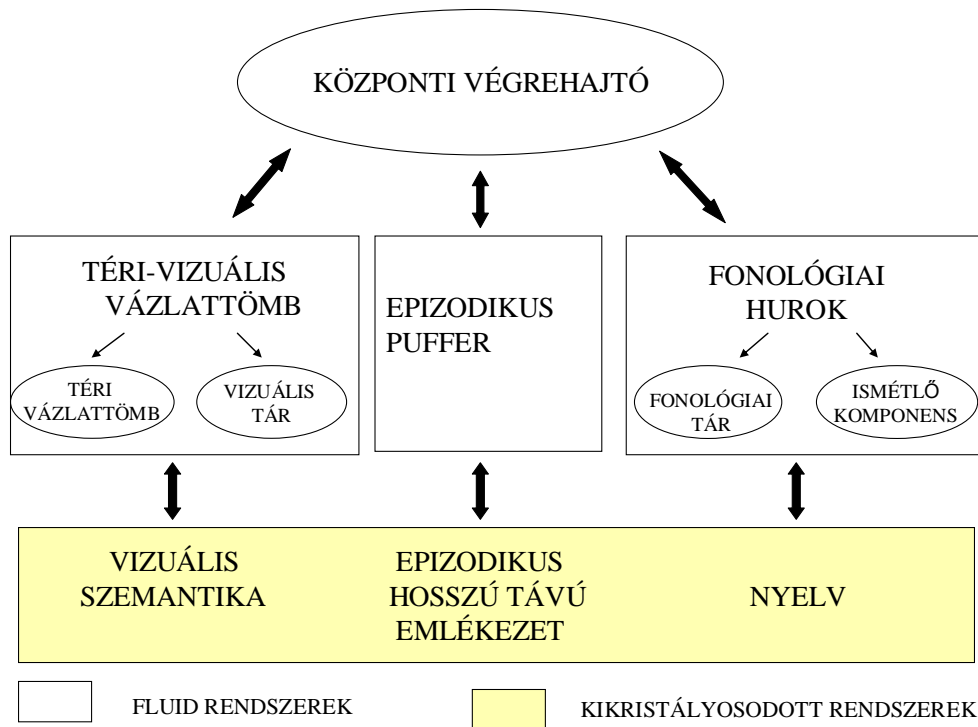 KÖZPONTI VÉGREHAJTÓ
TÉRI-VIZUÁLIS
VÁZLATTÖMB
TÉRI
VÁZLATTÖMB
VIZUÁLIS
TÁR
EPIZODIKUS
PUFFER
FONOLÓGIAI
HUROK
FONOLÓGIAI
TÁR
ISMÉTLŐ
KOMPONENS
VIZUÁLIS
SZEMANTIKA
EPIZODIKUS
HOSSZÚ TÁVÚ
EMLÉKEZET
NYELV
FLUID RENDSZEREK
KIKRISTÁLYOSODOTT RENDSZEREK